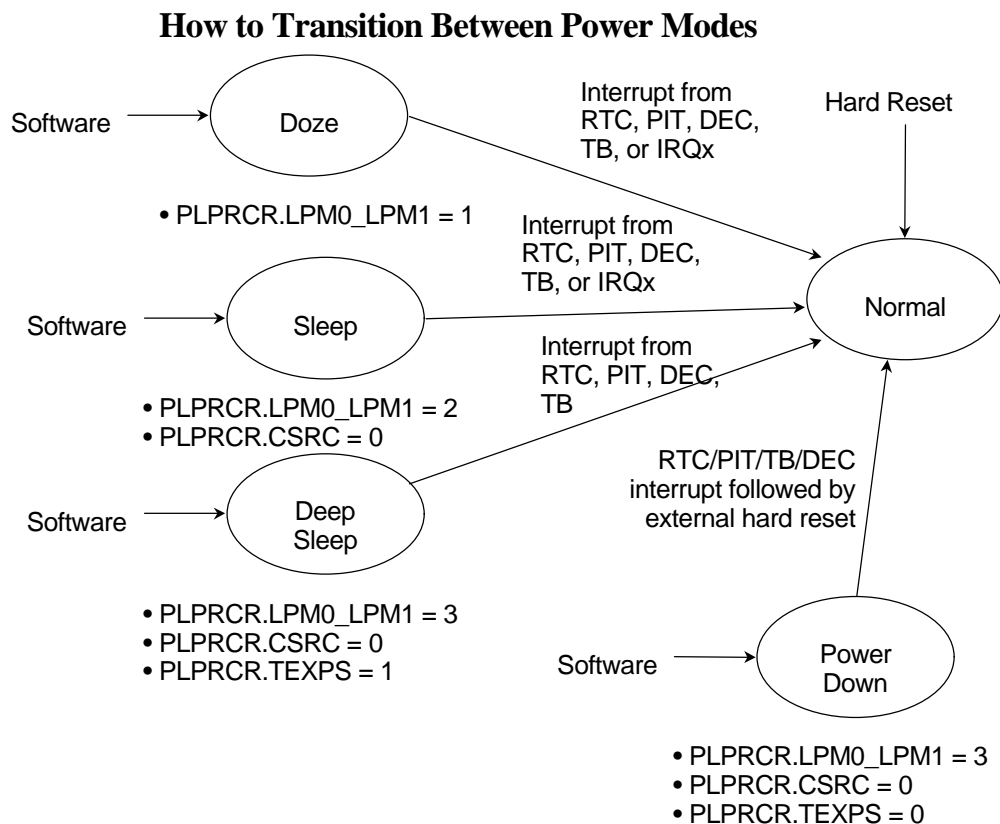 How to Transition Between Power Modes
Software
Doze
Interrupt from
RTC, PIT, DEC,
TB, or IRQx
Hard Reset
• PLPRCR.LPM0_LPM1 = 1
Interrupt from
RTC, PIT, DEC,
TB, or IRQx
Software
Sleep
Normal
Interrupt from
RTC, PIT, DEC,
TB
• PLPRCR.LPM0_LPM1 = 2
• PLPRCR.CSRC = 0
Software
Deep
Sleep
RTC/PIT/TB/DEC
interrupt followed by
external hard reset
• PLPRCR.LPM0_LPM1 = 3
• PLPRCR.CSRC = 0
• PLPRCR.TEXPS = 1
Software
Power
Down
• PLPRCR.LPM0_LPM1 = 3
• PLPRCR.CSRC = 0
• PLPRCR.TEXPS = 0